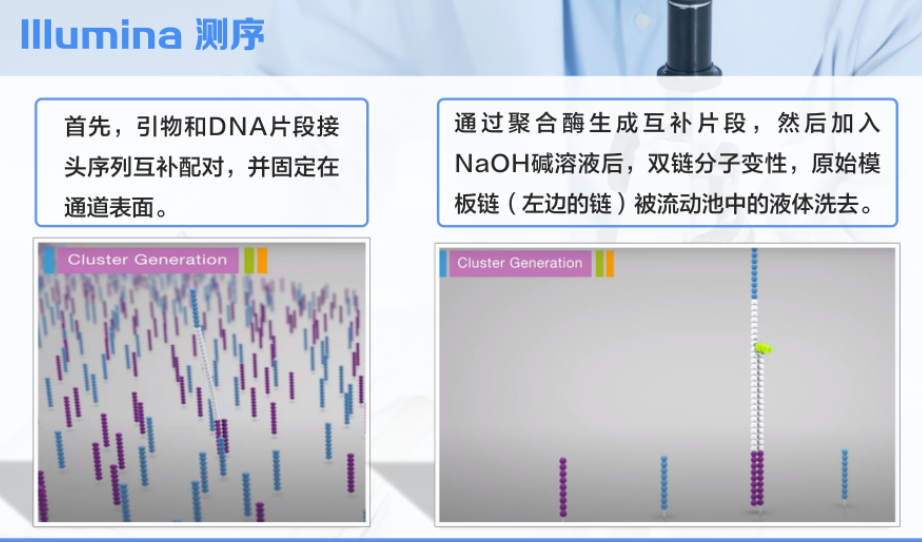 Illumina 测序
首先，引物和DNA片段接
头序列互补配对，并固定在
通道表面。
通过聚合酶生成互补片段，然后加入
NaOH碱溶液后，双链分子变性，原始模
板链（左边的链）被流动池中的液体洗去。
Cluster Generation
Cluster Generation